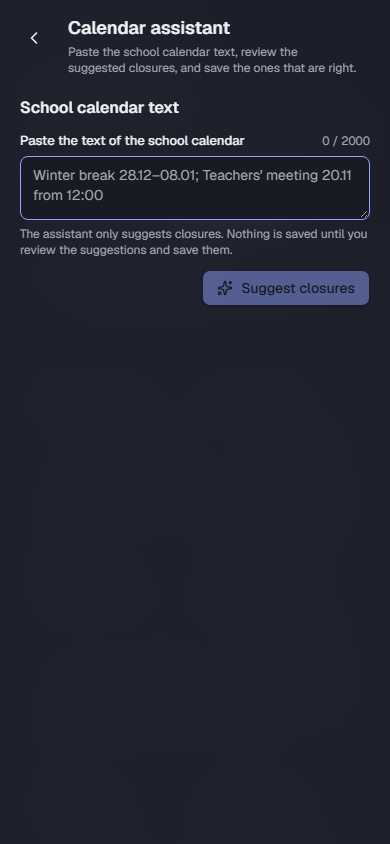 Calendar assistant
Paste the school calendar text, review the
suggested closures, and save the ones that are right.
School calendar text
Paste the text of the school calendar
0 / 2000
Winter break 28.12–08.01; Teachers' meeting 20.11
from 12:00
The assistant only suggests closures. Nothing is saved until you
review the suggestions and save them.
Suggest closures